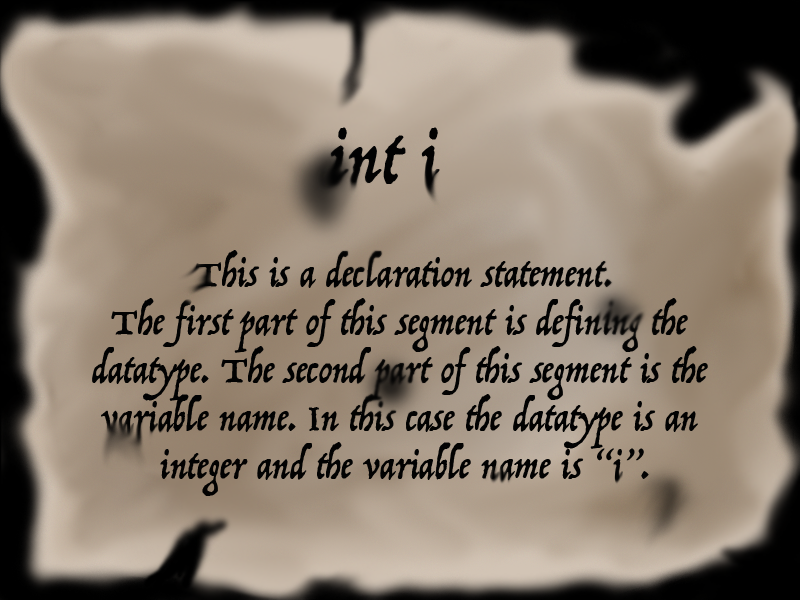 int i
This is a declaration statement.
The first part of this segment is defining the
datatype. The second part of this segment is the
variable name. In this case the datatype is an
integer and the variable name is “i”.